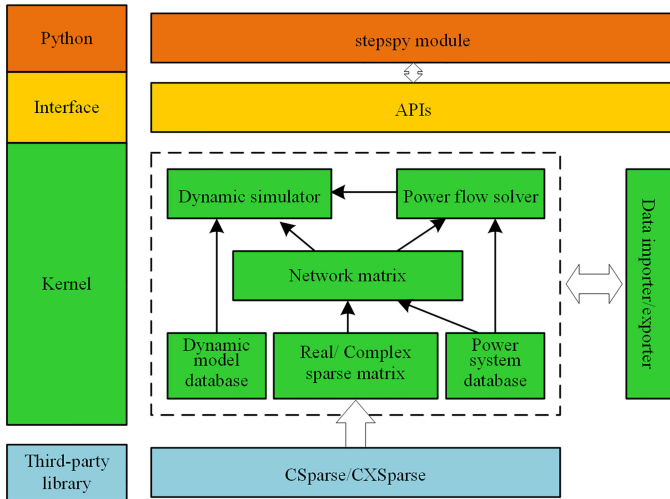 Python
stepspy module
Interface
APIs
Kernel
Dynamic simulator
Power flow solver
Network matrix
Dynamic
model
database
Real/ Complex
sparse matrix
Power
system
database
Data importer/exporter
Third-party
library
CSparse/CXSparse